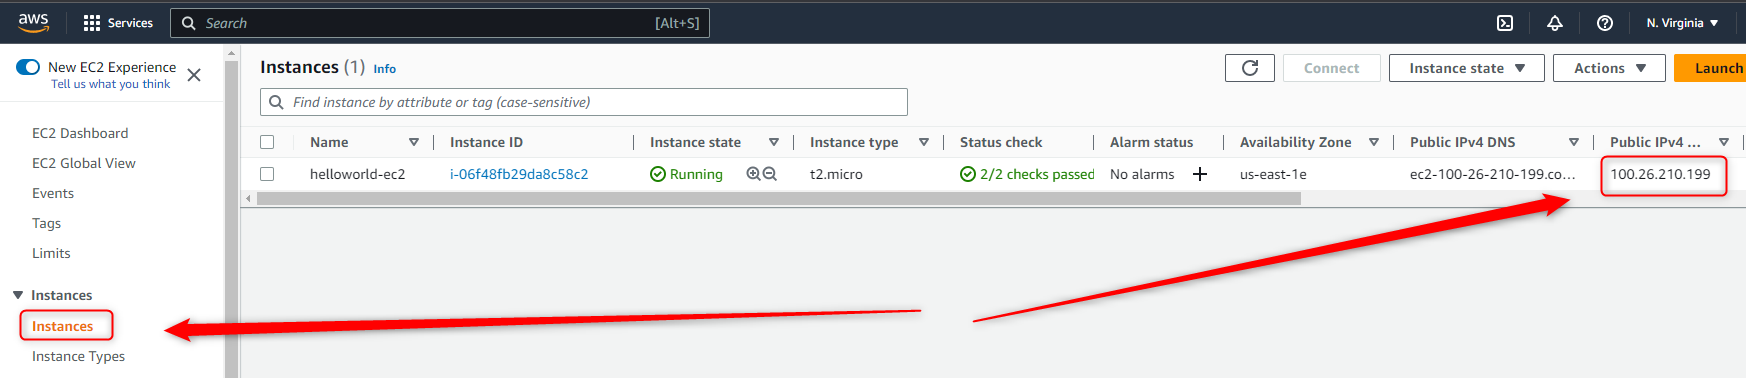 aws Services Search [Alt+S] N. Virginia
New EC2 Experience
Tell us what you think
EC2 Dashboard
EC2 Global View
Events
Tags
Limits
Instances
Instances
Instance Types
Instances (1) Info Connect Instance state Actions Launch
Find instance by attribute or tag (case-sensitive)
Name Instance ID Instance state Instance type Status check Alarm status Availability Zone Public IPv4 DNS Public IPv4 ...
helloworld-ec2 i-06f48fb29da8c58c2 Running t2.micro 2/2 checks passed No alarms + us-east-1e ec2-100-26-210-199.co... 100.26.210.199